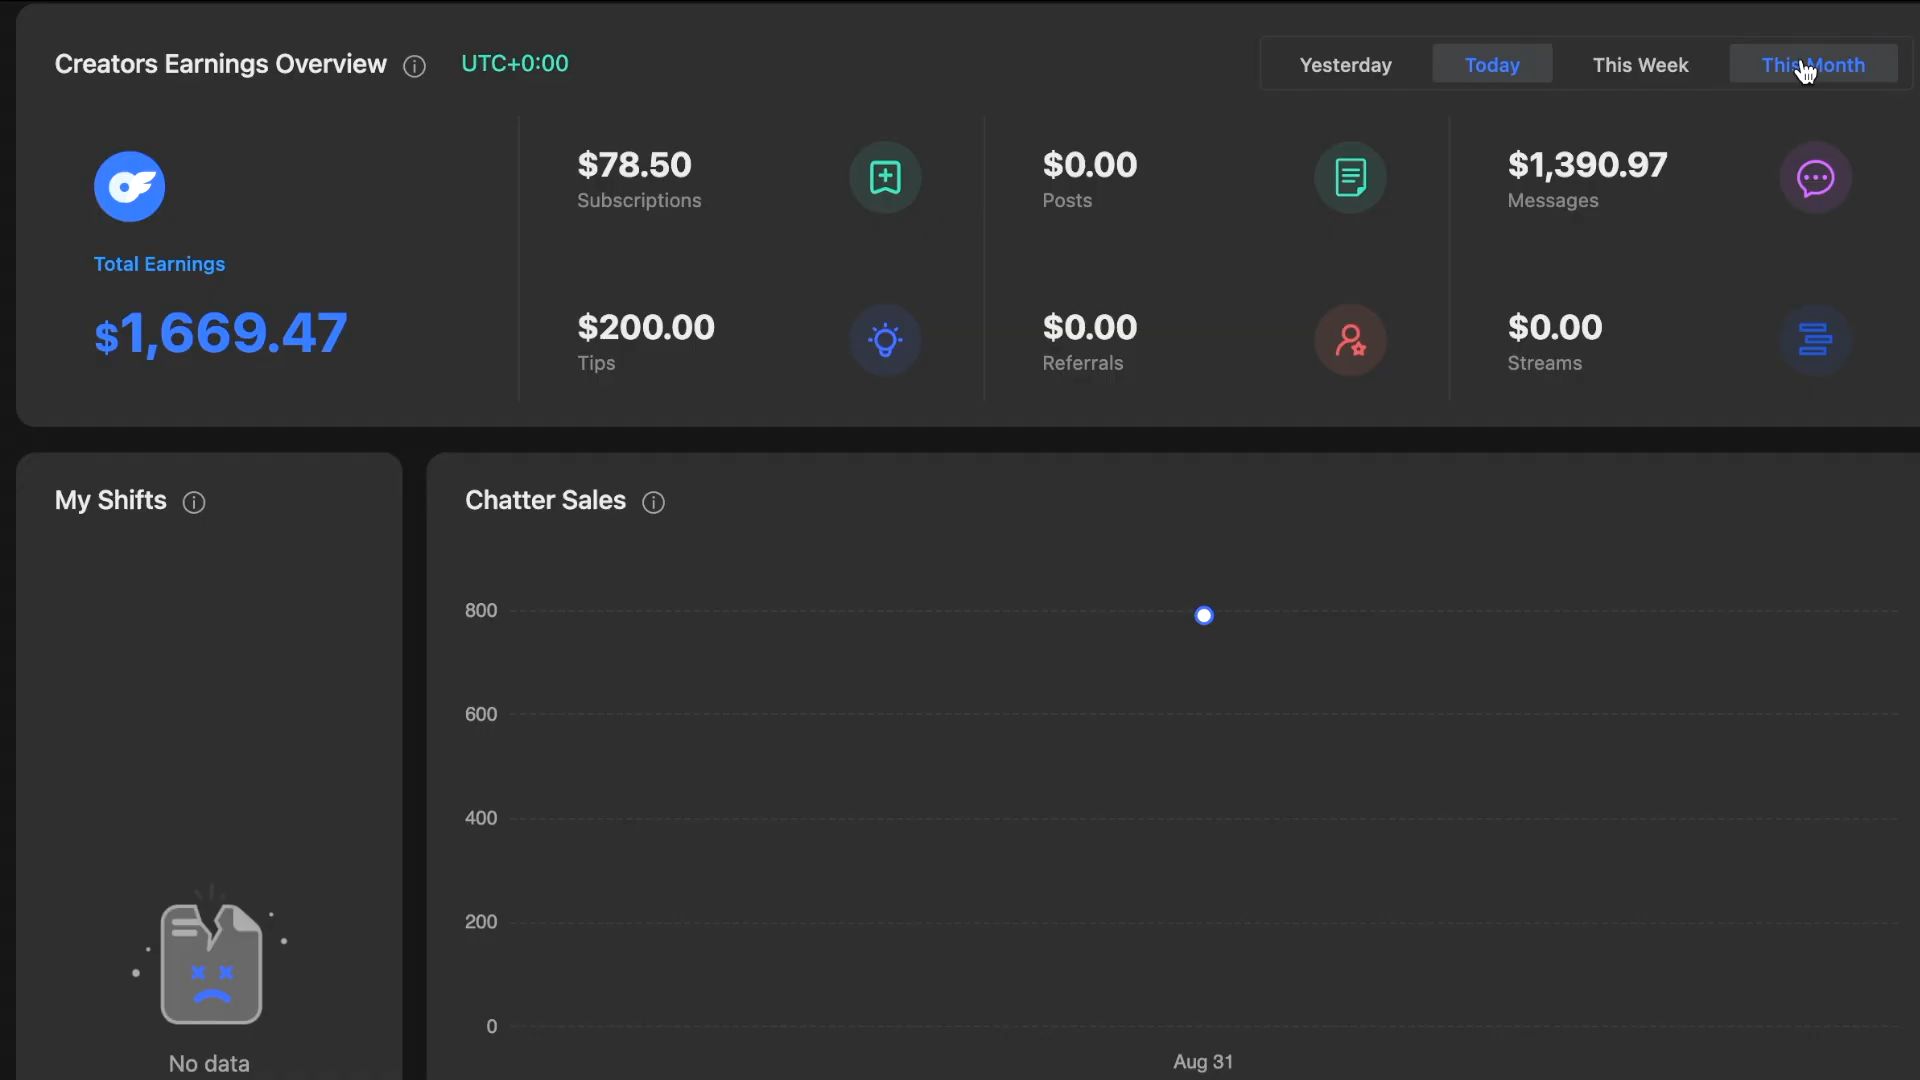 Creators Earnings Overview
UTC+0:00
Yesterday
Today
This Week
This Month
Total Earnings
$1,669.47
$78.50
Subscriptions
$0.00
Posts
$1,390.97
Messages
$200.00
Tips
$0.00
Referrals
$0.00
Streams
My Shifts
No data
Chatter Sales
800
600
400
200
0
Aug 31